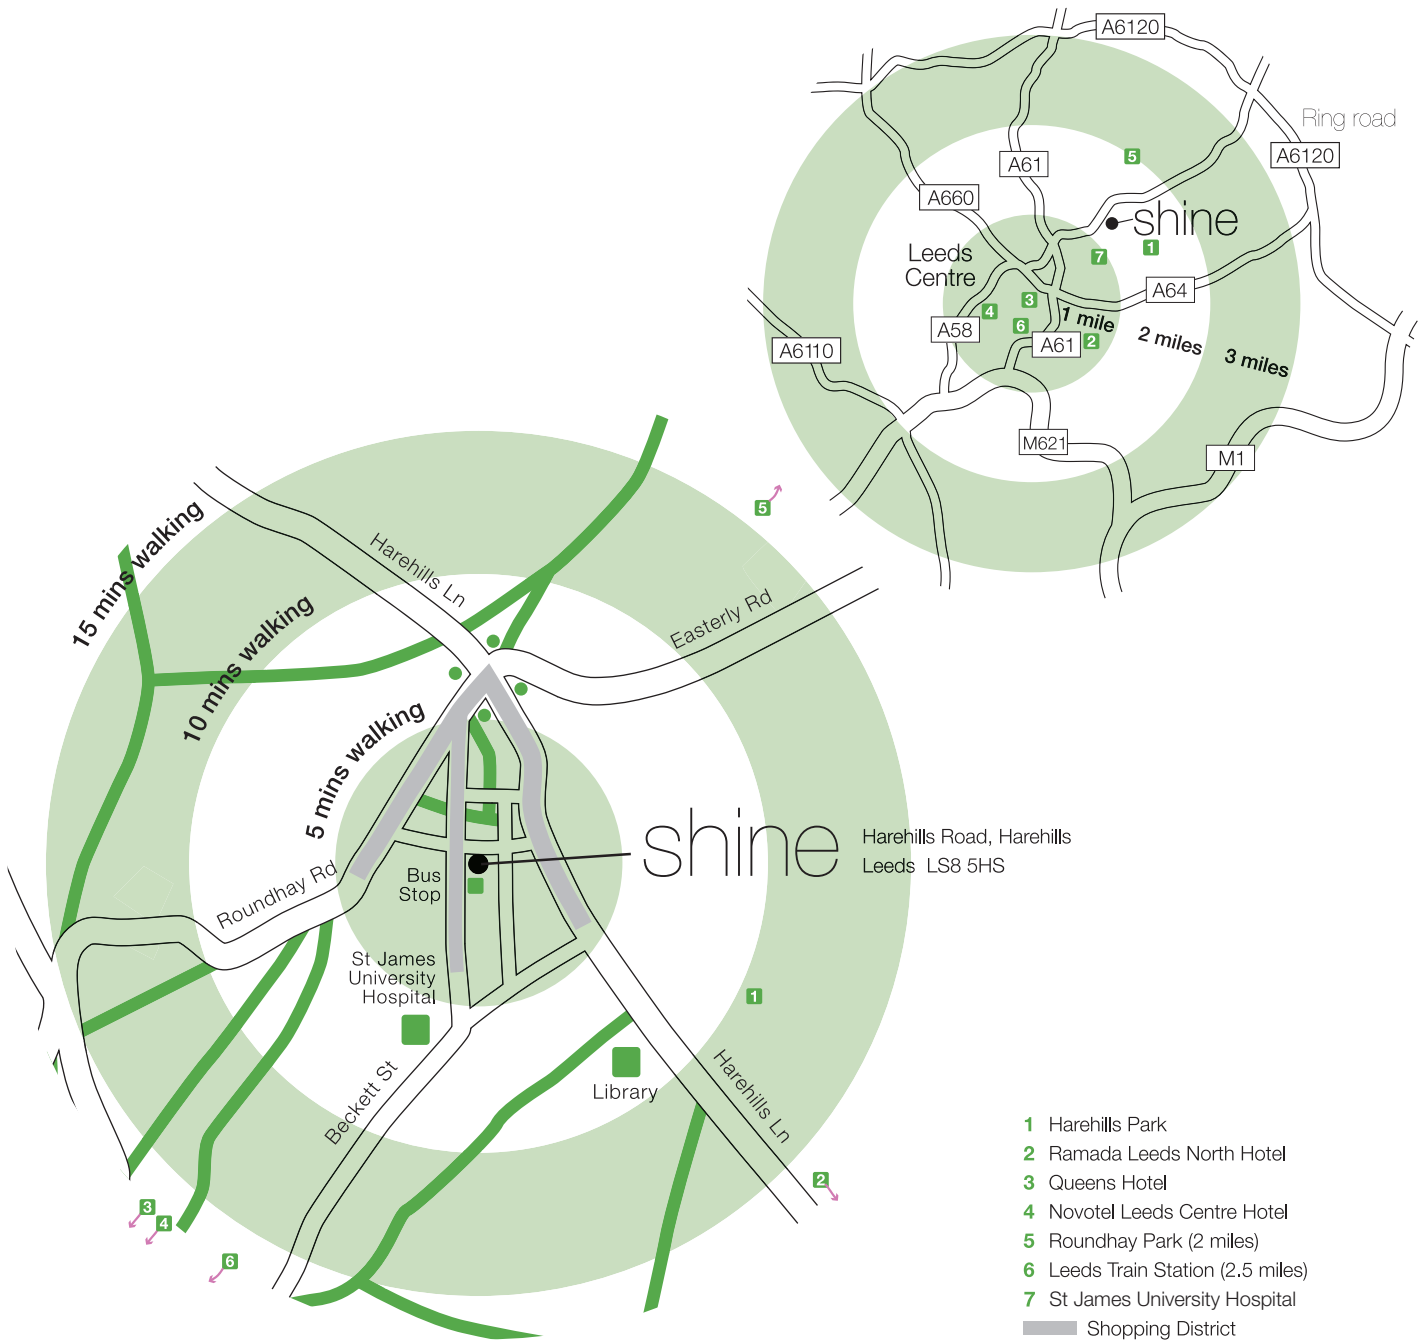 A6120
Ring road
A6120
5
A61
A660
shine
1
7
Leeds
Centre
A64
3
4
1 mile
6
A58
2 miles
A61
2
A6110
3 miles
M621
M1
5
15 mins walking
Harehills Ln
10 mins walking
Easterly Rd
5 mins walking
shine
Harehills Road, Harehills
Leeds LS8 5HS
Bus
Stop
Roundhay Rd
St James
University
Hospital
1
Beckett St
Library
Harehills Ln
2
3
4
6
1 Harehills Park
2 Ramada Leeds North Hotel
3 Queens Hotel
4 Novotel Leeds Centre Hotel
5 Roundhay Park (2 miles)
6 Leeds Train Station (2.5 miles)
7 St James University Hospital
Shopping District